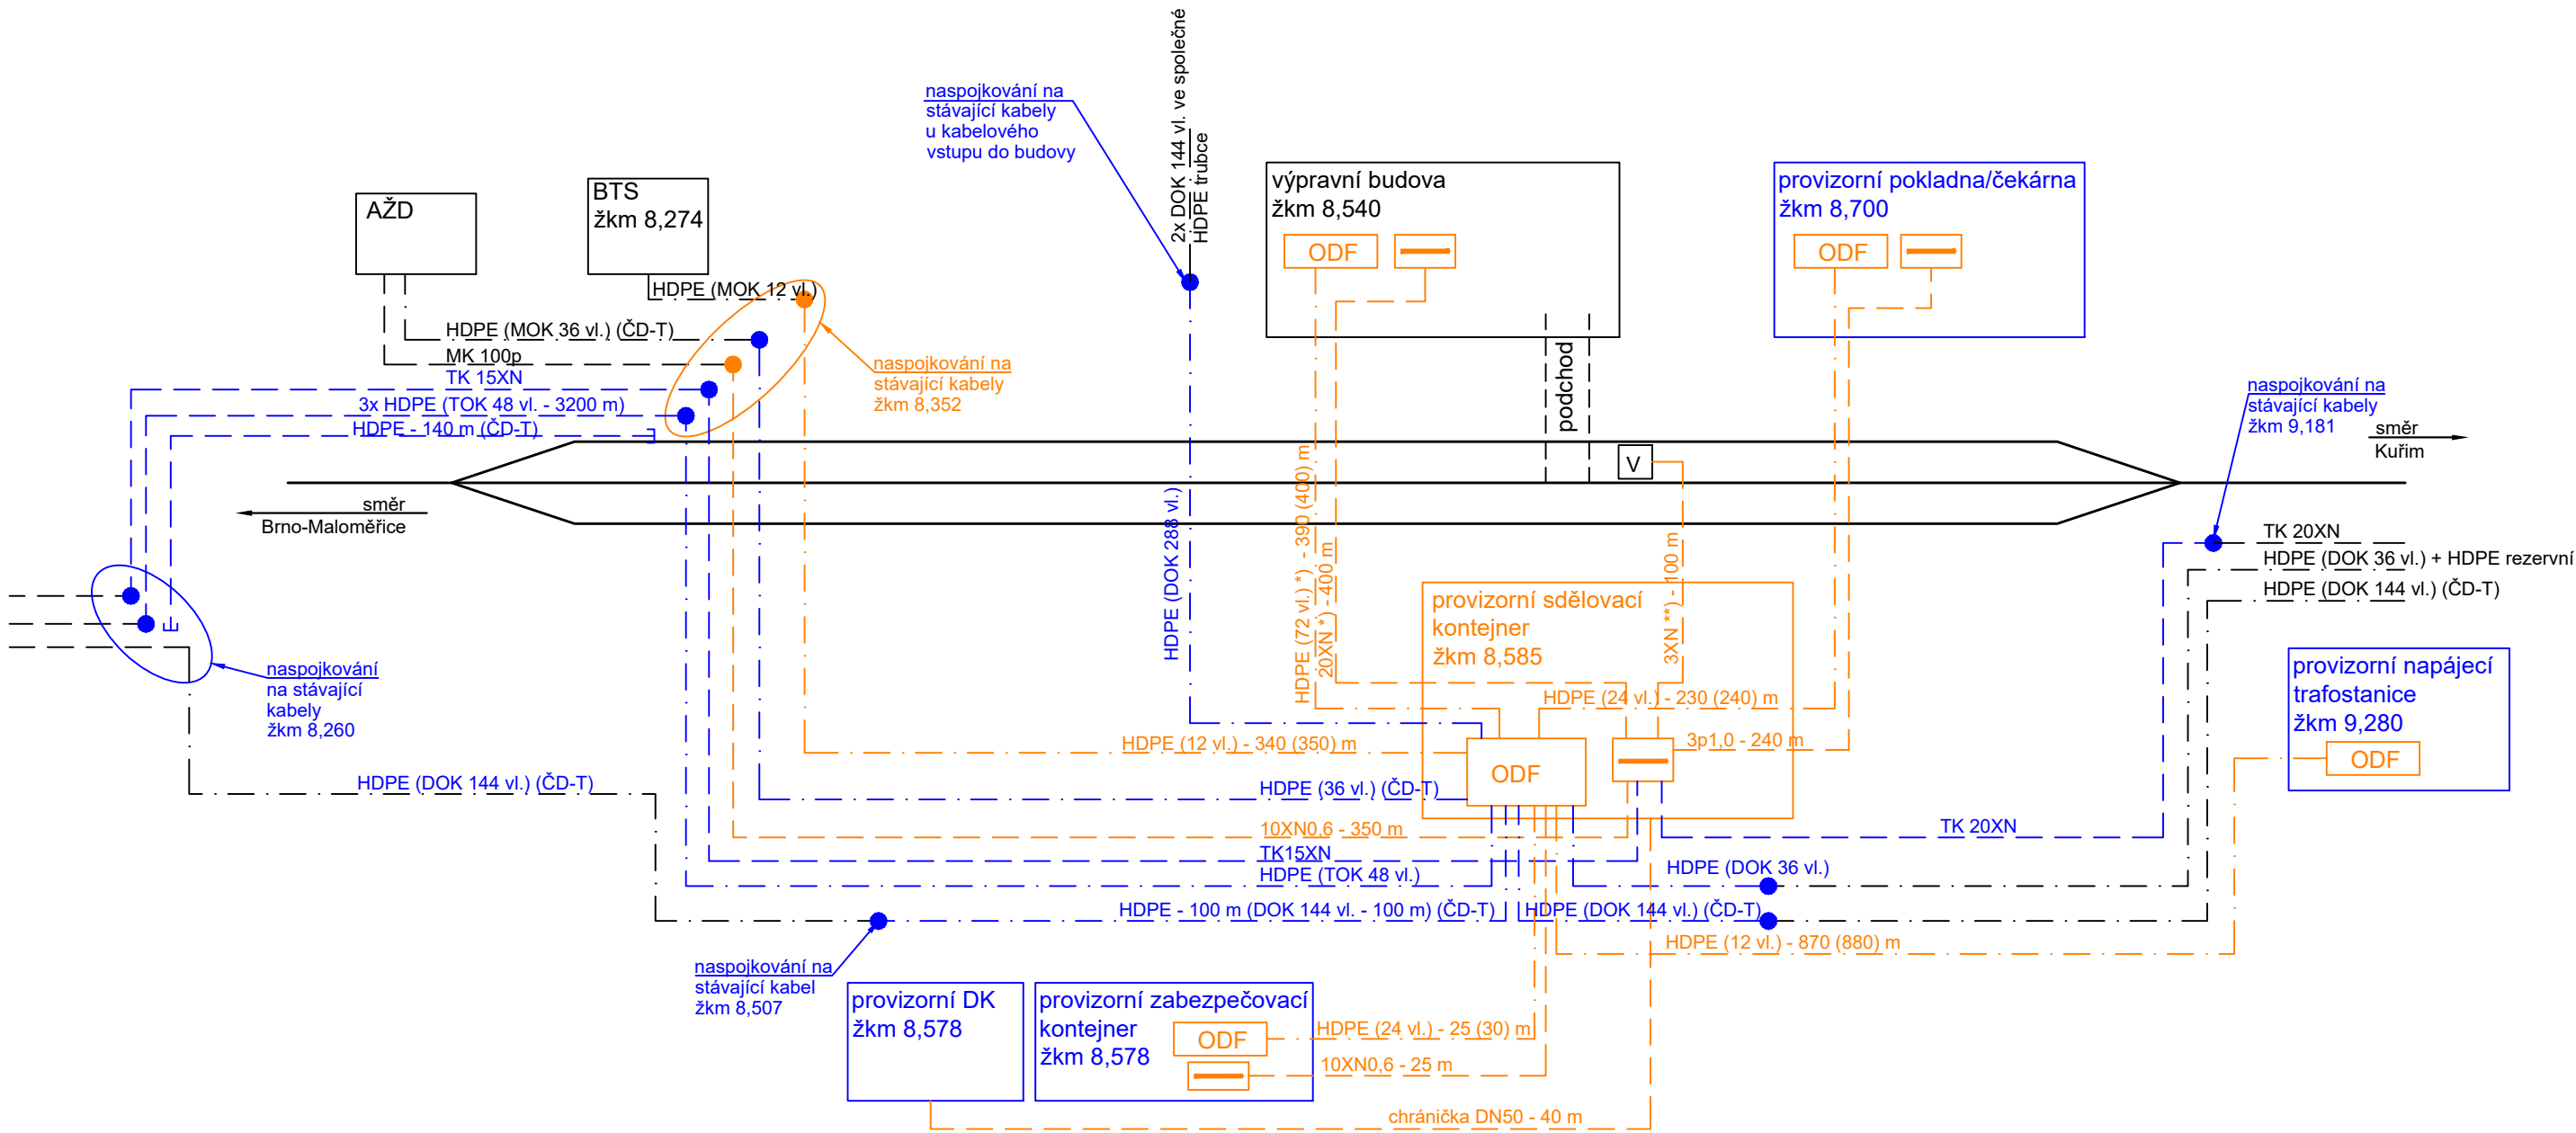 2x DOK 144 vl. ve společné
HDPE trubce
naspojkování na
stávající kabely
u kabelového
vstupu do budovy
AŽD
BTS
žkm 8,274
výpravní budova
žkm 8,540
ODF
provizorní pokladna/čekárna
žkm 8,700
ODF
HDPE (MOK 12 vl.)
HDPE (MOK 36 vl.) (ČD-T)
MK 100p
TK 15XN
3x HDPE (TOK 48 vl. - 3200 m)
HDPE - 140 m (ČD-T)
naspojkování na
stávající kabely
žkm 8,352
podchod
V
naspojkování na
stávající kabely
žkm 9,181
směr
Kuřim
směr
Brno-Maloměřice
TK 20XN
HDPE (DOK 36 vl.) + HDPE rezervní
HDPE (DOK 144 vl.) (ČD-T)
HDPE (DOK 288 vl.)
HDPE (72 vl.) *) - 390 (400) m
20XN *) - 400 m
3XN **) - 100 m
provizorní sdělovací
kontejner
žkm 8,585
naspojkování
na stávající
kabely
žkm 8,260
provizorní napájecí
trafostanice
žkm 9,280
ODF
HDPE (24 vl.) - 230 (240) m
HDPE (12 vl.) - 340 (350) m
3p1,0 - 240 m
ODF
HDPE (DOK 144 vl.) (ČD-T)
HDPE (36 vl.) (ČD-T)
10XN0,6 - 350 m
TK 20XN
TK15XN
HDPE (TOK 48 vl.)
HDPE (DOK 36 vl.)
HDPE - 100 m (DOK 144 vl. - 100 m) (ČD-T)
HDPE (DOK 144 vl.) (ČD-T)
HDPE (12 vl.) - 870 (880) m
naspojkování na
stávající kabel
žkm 8,507
provizorní DK
žkm 8,578
provizorní zabezpečovací
kontejner
žkm 8,578
ODF
HDPE (24 vl.) - 25 (30) m
10XN0,6 - 25 m
chránička DN50 - 40 m